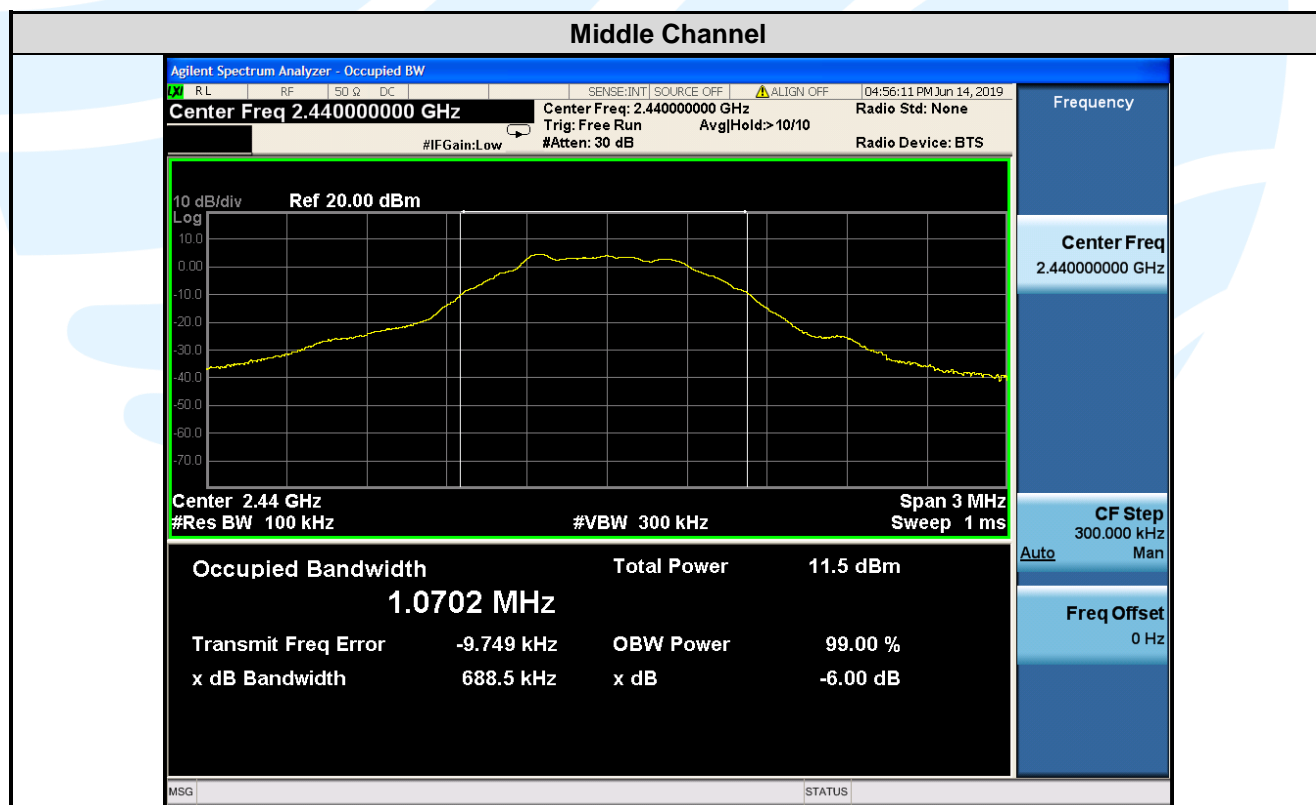 Middle Channel
Agilent Spectrum Analyzer - Occupied BW
LXI RL RF 50 Ω DC SENSE:INT SOURCE OFF ALIGN OFF 04:56:11 PM Jun 14, 2019
Center Freq 2.440000000 GHz Center Freq: 2.440000000 GHz Radio Std: None
Trig: Free Run Avg|Hold:> 10/10
#IFGain:Low #Atten: 30 dB Radio Device: BTS
Frequency
10 dB/div Ref 20.00 dBm
Log
10.0
0.00
-10.0
-20.0
-30.0
-40.0
-50.0
-60.0
-70.0
Center 2.44 GHz Span 3 MHz
#Res BW 100 kHz #VBW 300 kHz Sweep 1 ms
Center Freq
2.440000000 GHz
CF Step
300.000 kHz
Auto Man
Freq Offset
0 Hz
Occupied Bandwidth Total Power 11.5 dBm
1.0702 MHz
Transmit Freq Error -9.749 kHz OBW Power 99.00 %
x dB Bandwidth 688.5 kHz x dB -6.00 dB
MSG STATUS